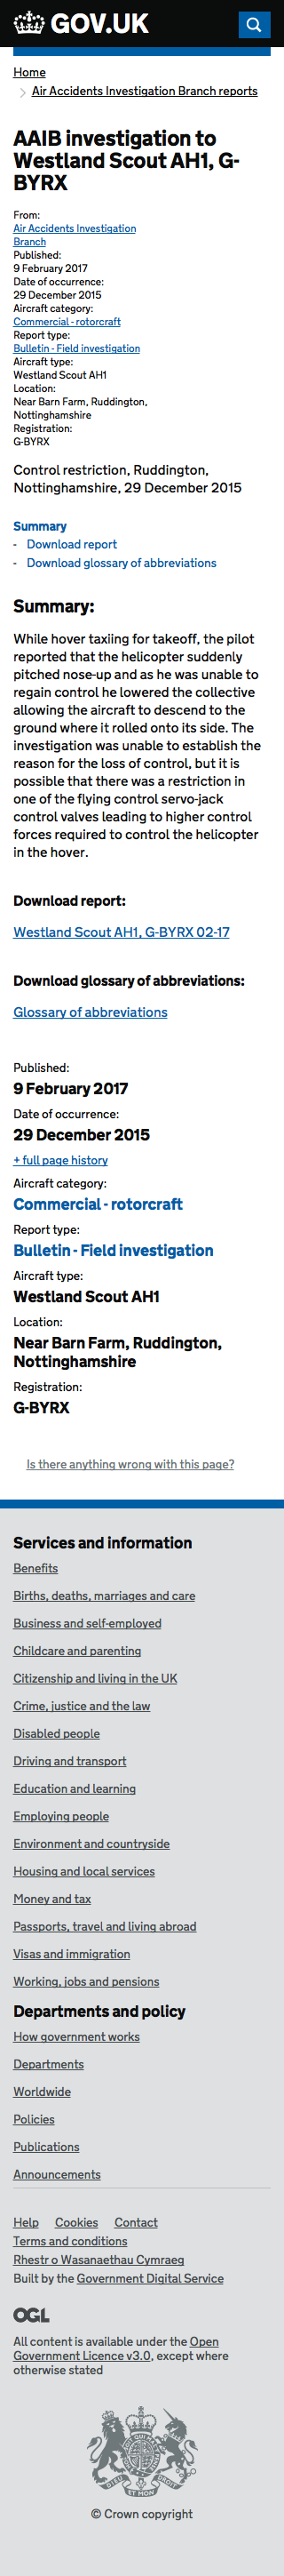 GOV.UK
Home
Air Accidents Investigation Branch reports
AAIB investigation to
Westland Scout AH1, G-
BYRX
From:
Air Accidents Investigation
Branch
Published:
9 February 2017
Date of occurrence:
29 December 2015
Aircraft category:
Commercial - rotorcraft
Report type:
Bulletin - Field investigation
Aircraft type:
Westland Scout AH1
Location:
Near Barn Farm, Ruddington,
Nottinghamshire
Registration:
G-BYRX
Control restriction, Ruddington,
Nottinghamshire, 29 December 2015
Summary
- Download report
- Download glossary of abbreviations
Summary:
While hover taxiing for takeoff, the pilot
reported that the helicopter suddenly
pitched nose-up and as he was unable to
regain control he lowered the collective
allowing the aircraft to descend to the
ground where it rolled onto its side. The
investigation was unable to establish the
reason for the loss of control, but it is
possible that there was a restriction in
one of the flying control servo-jack
control valves leading to higher control
forces required to control the helicopter
in the hover.
Download report:
Westland Scout AH1, G-BYRX 02-17
Download glossary of abbreviations:
Glossary of abbreviations
Published:
9 February 2017
Date of occurrence:
29 December 2015
+ full page history
Aircraft category:
Commercial - rotorcraft
Report type:
Bulletin - Field investigation
Aircraft type:
Westland Scout AH1
Location:
Near Barn Farm, Ruddington,
Nottinghamshire
Registration:
G-BYRX
Is there anything wrong with this page?
Services and information
Benefits
Births, deaths, marriages and care
Business and self-employed
Childcare and parenting
Citizenship and living in the UK
Crime, justice and the law
Disabled people
Driving and transport
Education and learning
Employing people
Environment and countryside
Housing and local services
Money and tax
Passports, travel and living abroad
Visas and immigration
Working, jobs and pensions
Departments and policy
How government works
Departments
Worldwide
Policies
Publications
Announcements
Help Cookies Contact
Terms and conditions
Rhestr o Wasanaethau Cymraeg
Built by the Government Digital Service
OGL
All content is available under the Open
Government Licence v3.0, except where
otherwise stated
© Crown copyright